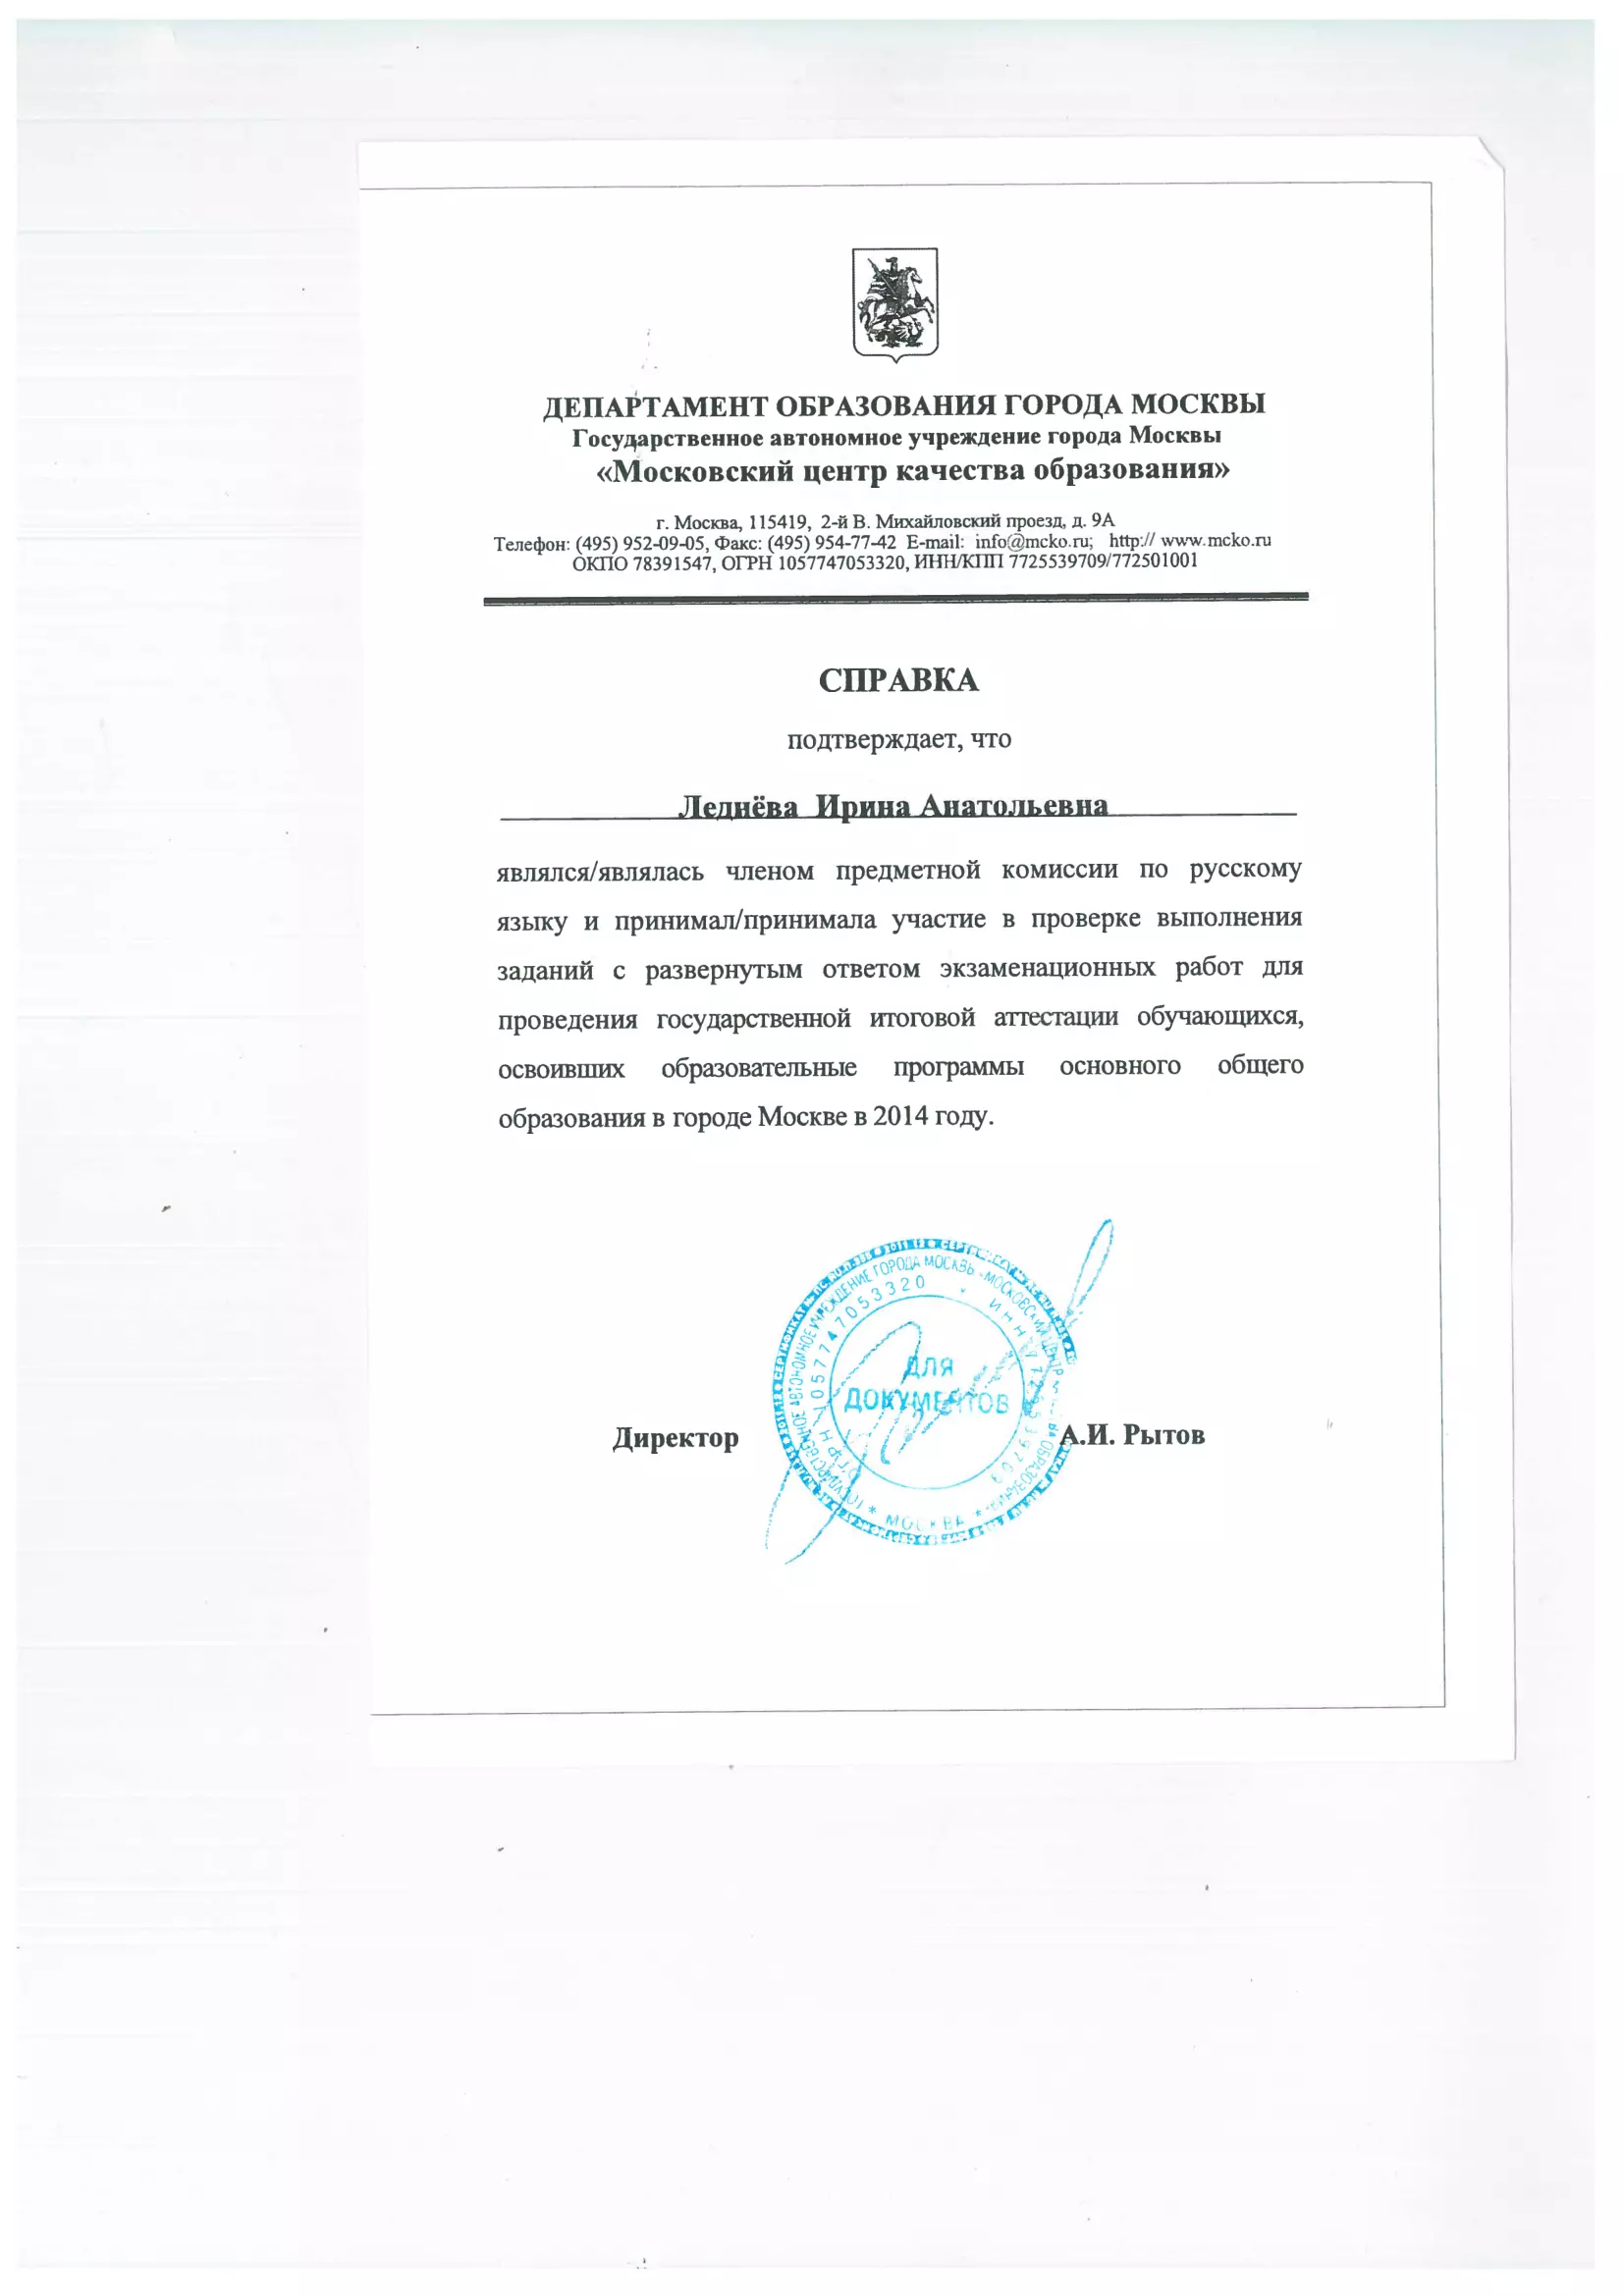 ДЕПАРТАМЕНТ ОБРАЗОВАНИЯ ГОРОДА МОСКВЫ
Государственное автономное учреждение города Москвы
«Московский центр качества образования»
г. Москва, 115419, 2-й В. Михайловский проезд, д. 9А
Телефон: (495) 952-09-05, Факс: (495) 954-77-42 E-mail: info@mcko.ru; http:// www.mcko.ru
ОКПО 78391547, ОГРН 1057747053320, ИНН/КПП 7725539709/772501001
СПРАВКА
подтверждает, что
Леднёва Ирина Анатольевна
являлся/являлась членом предметной комиссии по русскому
языку и принимал/принимала участие в проверке выполнения
заданий с развернутым ответом экзаменационных работ для
проведения государственной итоговой аттестации обучающихся,
освоивших образовательные программы основного общего
образования в городе Москве в 2014 году.
ГОСУДАРСТВЕННОЕ АВТОНОМНОЕ УЧРЕЖДЕНИЕ ГОРОДА МОСКВЫ «МОСКОВСКИЙ ЦЕНТР
* МОСКВА *
ОГРН 1057747053320
ИНН 7725539709
ДЛЯ
ДОКУМЕНТОВ
Директор А.И. Рытов